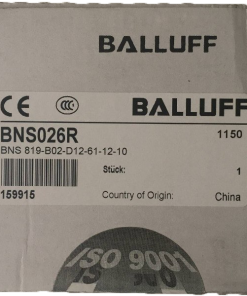 BALLUFF
CE CCC BALLUFF
BNS026R 1150
BNS 819-B02-D12-61-12-10
Stück: 1
159915 Country of Origin: China
ISO 9001